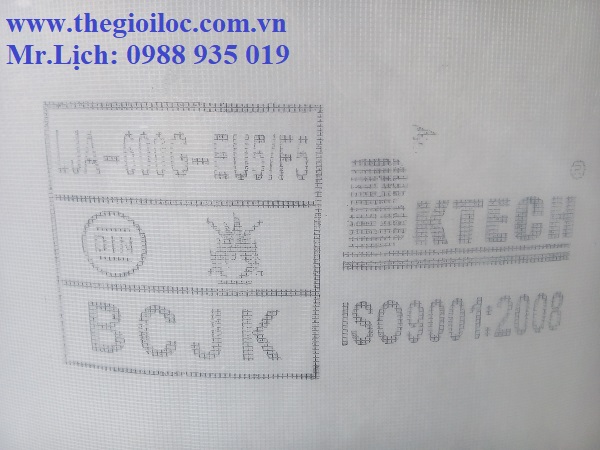 www.thegioiloc.com.vn
Mr.Lịch: 0988 935 019
LJA-600G-EU5/F5
DIN
BCJK
KTECH
®
ISO9001:2008